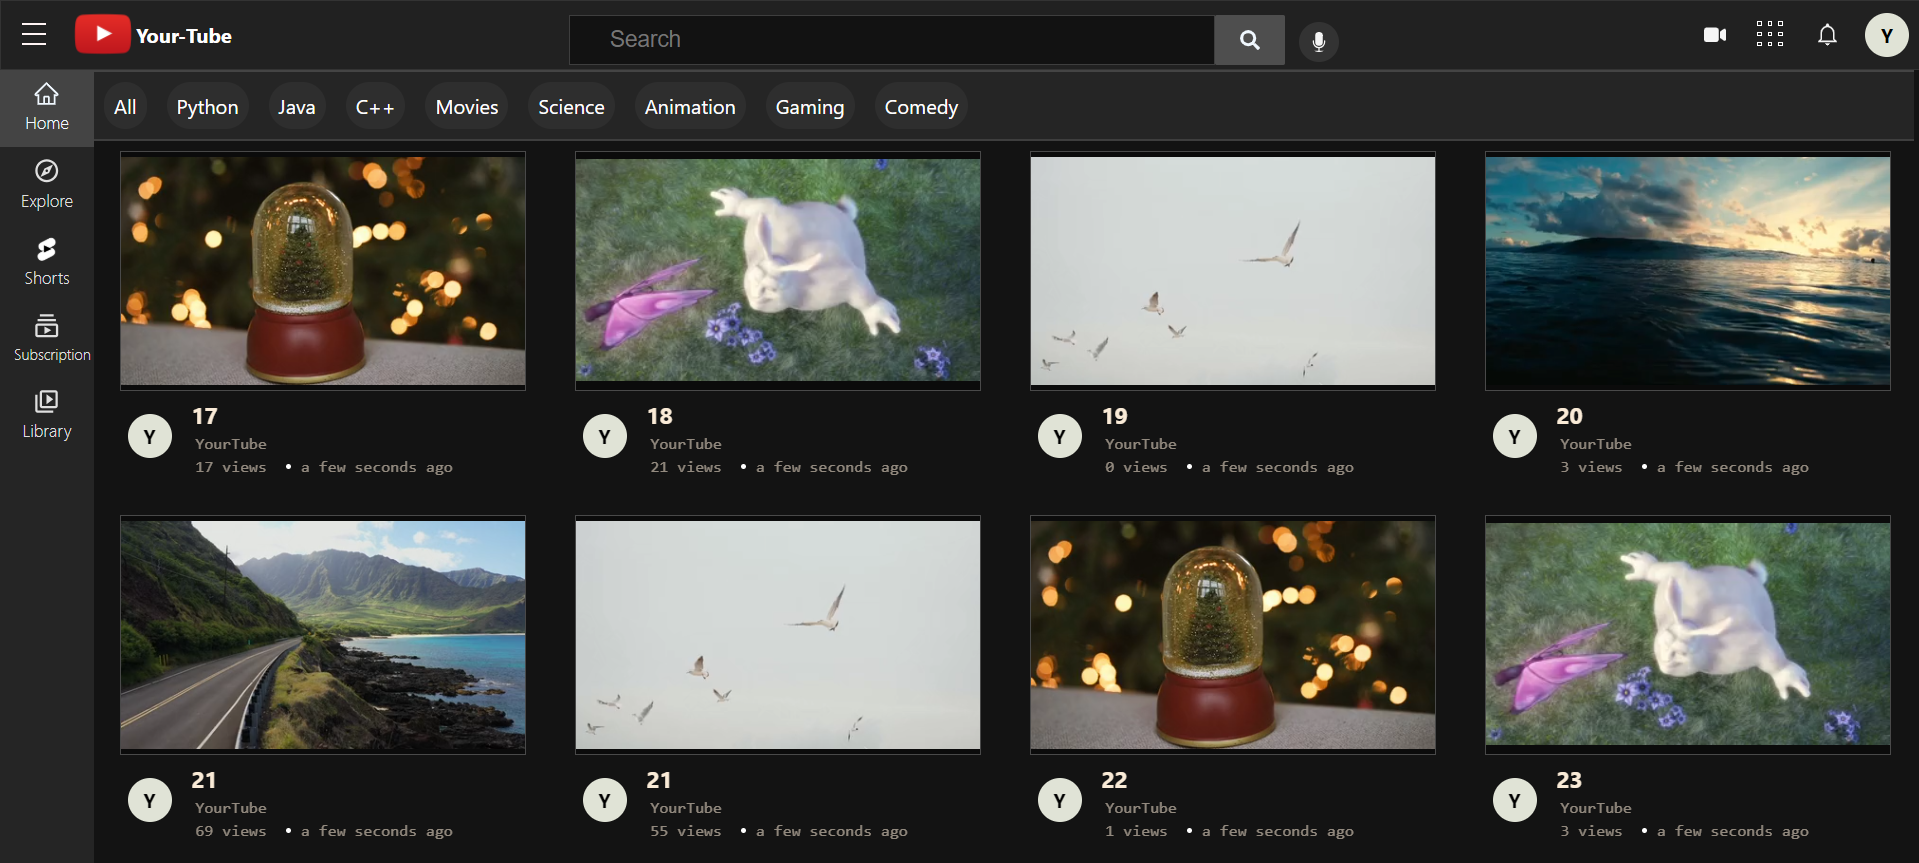 Your-Tube
Search
Y
All
Python
Java
C++
Movies
Science
Animation
Gaming
Comedy
Home
Explore
Shorts
Subscription
Library
Y
17
YourTube
17 views • a few seconds ago
Y
18
YourTube
21 views • a few seconds ago
Y
19
YourTube
0 views • a few seconds ago
Y
20
YourTube
3 views • a few seconds ago
Y
21
YourTube
69 views • a few seconds ago
Y
21
YourTube
55 views • a few seconds ago
Y
22
YourTube
1 views • a few seconds ago
Y
23
YourTube
3 views • a few seconds ago